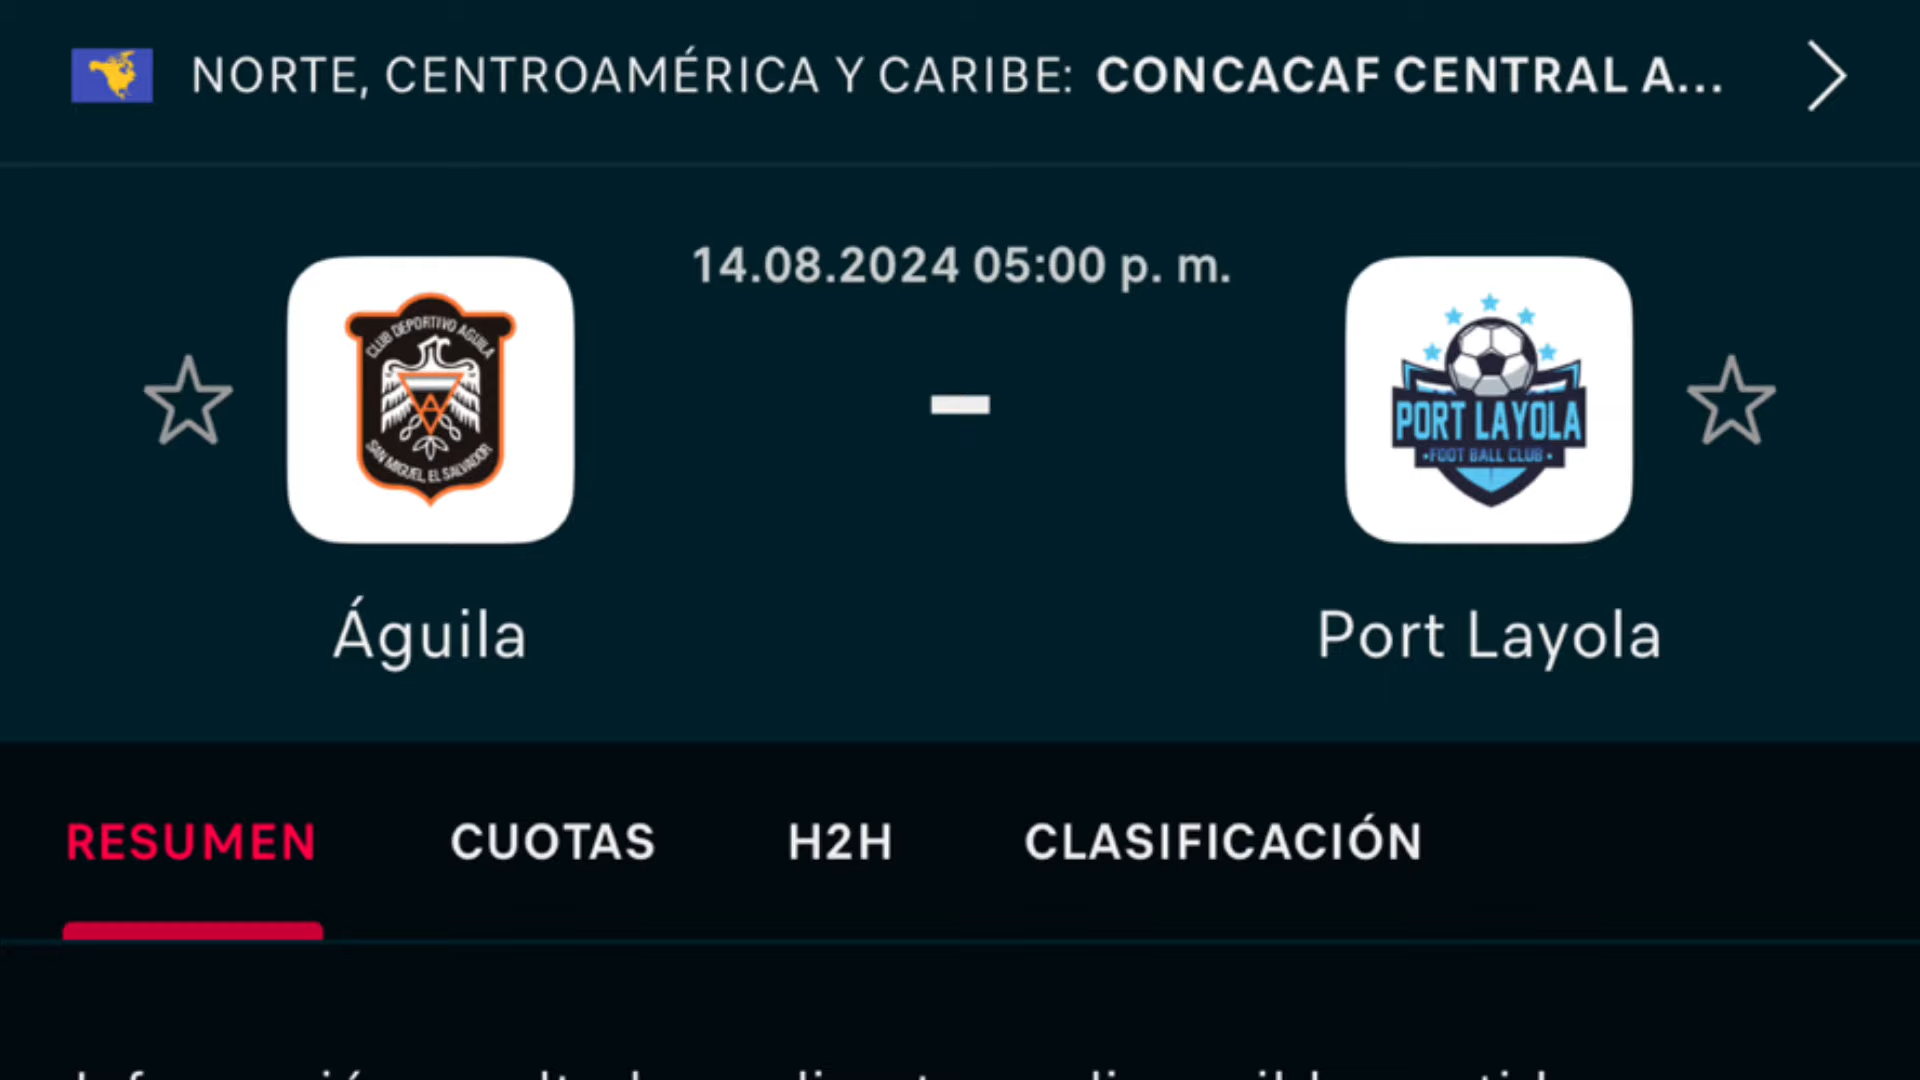 NORTE, CENTROAMÉRICA Y CARIBE: CONCACAF CENTRAL A...
14.08.2024 05:00 p. m.
CLUB DEPORTIVO AGUILA
A
SAN MIGUEL, EL SALVADOR
PORT LAYOLA
•FOOT BALL CLUB•
-
Águila
Port Layola
RESUMEN CUOTAS H2H CLASIFICACIÓN